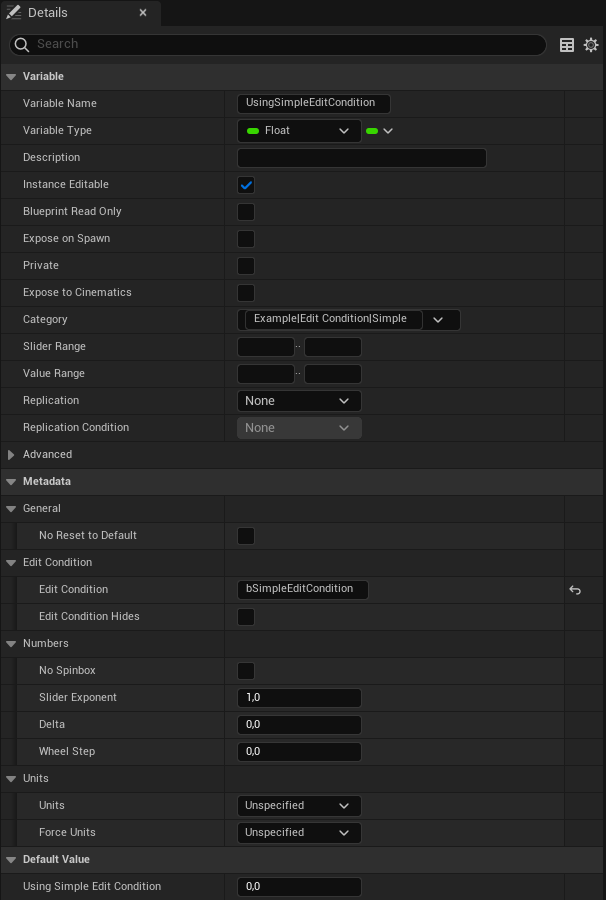 Details
Search
Variable
Variable Name UsingSimpleEditCondition
Variable Type Float
Description
Instance Editable
Blueprint Read Only
Expose on Spawn
Private
Expose to Cinematics
Category Example|Edit Condition|Simple
Slider Range ..
Value Range ..
Replication None
Replication Condition None
Advanced
Metadata
General
No Reset to Default
Edit Condition
Edit Condition bSimpleEditCondition
Edit Condition Hides
Numbers
No Spinbox
Slider Exponent 1,0
Delta 0,0
Wheel Step 0,0
Units
Units Unspecified
Force Units Unspecified
Default Value
Using Simple Edit Condition 0,0